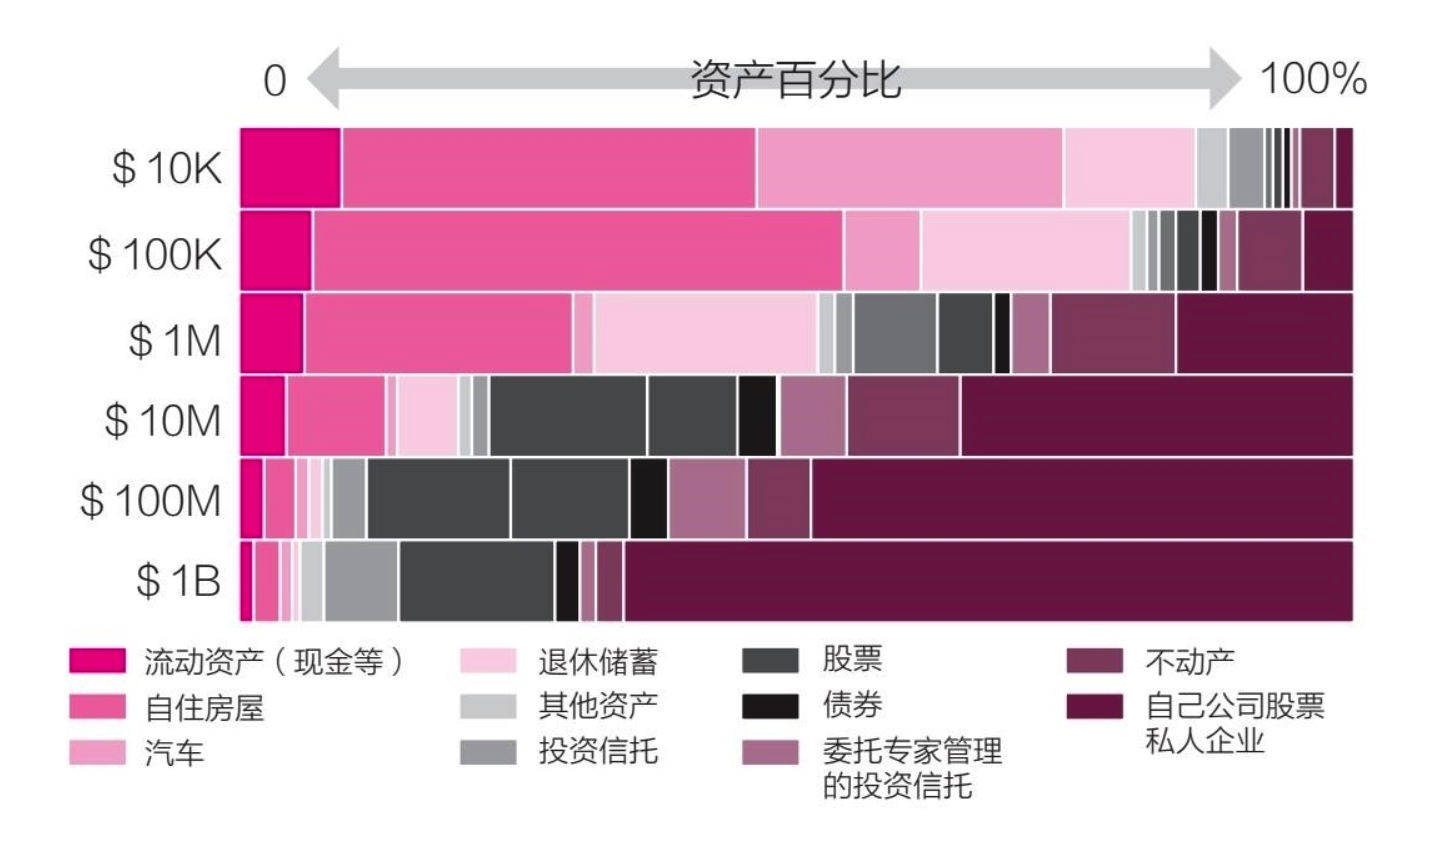 0 资产百分比 100%
$ 10K
$ 100K
$ 1M
$ 10M
$ 100M
$ 1B
流动资产（现金等）
自住房屋
汽车
退休储蓄
其他资产
投资信托
股票
债券
委托专家管理
的投资信托
不动产
自己公司股票
私人企业